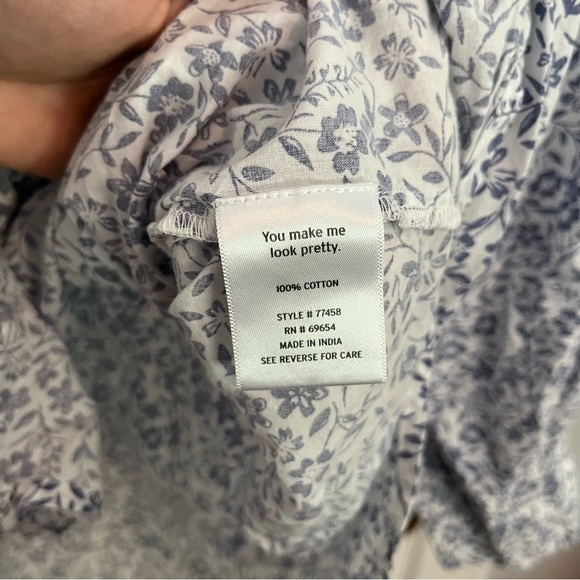 You make me
look pretty.
100% COTTON
STYLE # 77458
RN # 69654
MADE IN INDIA
SEE REVERSE FOR CARE